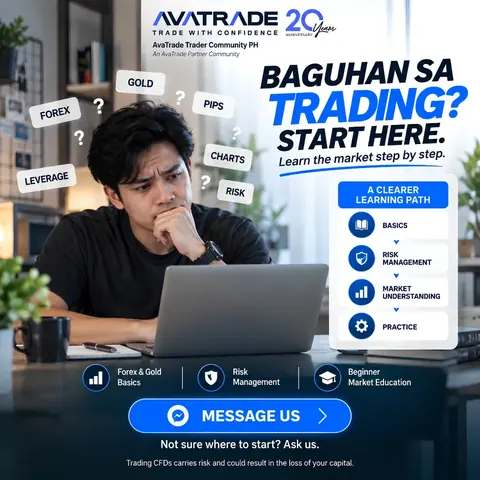 AVATRADE
TRADE WITH CONFIDENCE
20 Years
ANNIVERSARY
AvaTrade Trader Community PH
An AvaTrade Partner Community
BAGUHAN SA
TRADING?
START HERE.
Learn the market step by step.
GOLD
FOREX
?
?
PIPS
?
CHARTS
LEVERAGE
?
RISK
A CLEARER
LEARNING PATH
BASICS
RISK
MANAGEMENT
MARKET
UNDERSTANDING
PRACTICE
Forex & Gold
Basics
Risk
Management
Beginner
Market Education
MESSAGE US
Not sure where to start? Ask us.
Trading CFDs carries risk and could result in the loss of your capital.